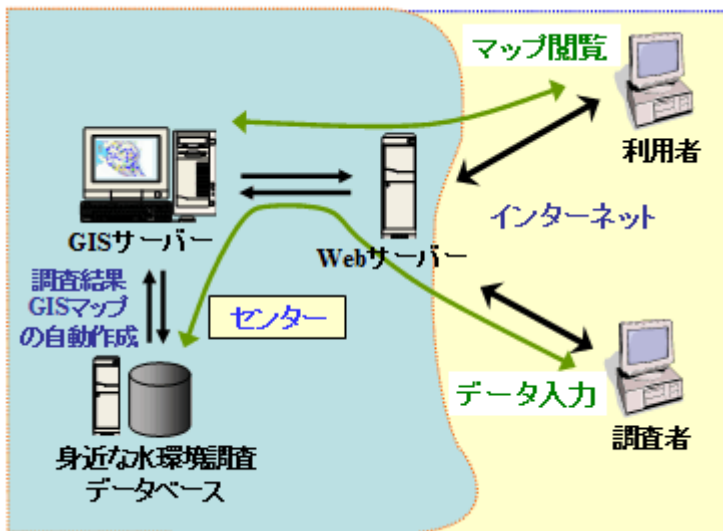 マップ閲覧
利用者
GISサーバー
Webサーバー
インターネット
調査結果
GISマップ
の自動作成
センター
データ入力
調査者
身近な水環境調査
データベース